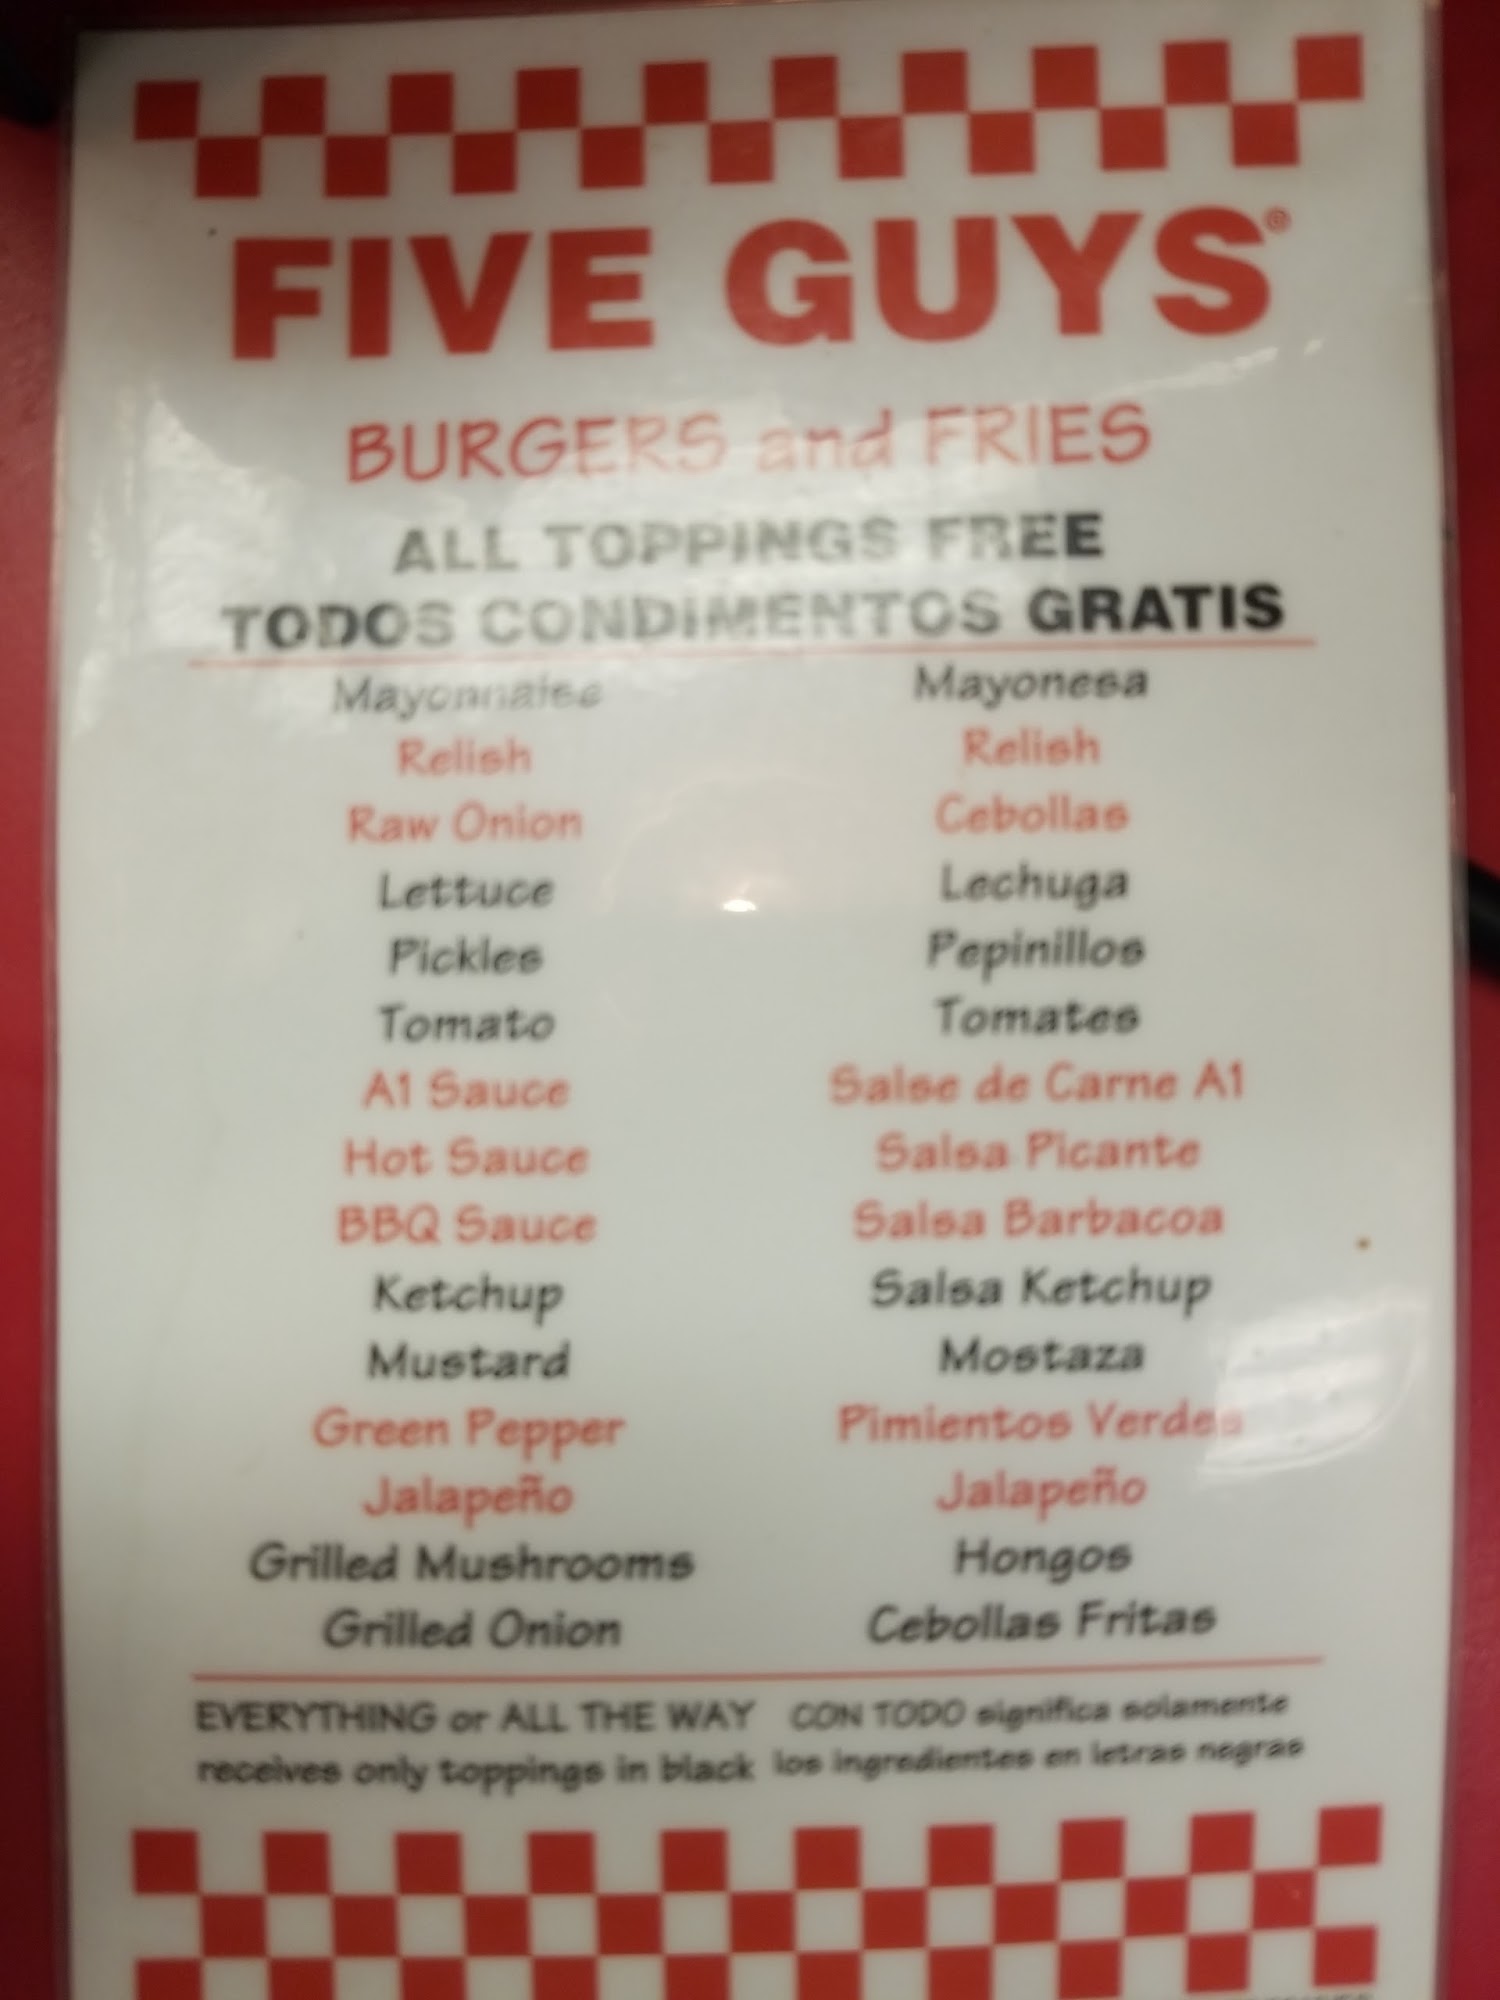 FIVE GUYS®
BURGERS and FRIES
ALL TOPPINGS FREE
TODOS CONDIMENTOS GRATIS
Mayonnaise Mayonesa
Relish Relish
Raw Onion Cebollas
Lettuce Lechuga
Pickles Pepinillos
Tomato Tomates
A1 Sauce Salse de Carne A1
Hot Sauce Salsa Picante
BBQ Sauce Salsa Barbacoa
Ketchup Salsa Ketchup
Mustard Mostaza
Green Pepper Pimientos Verdes
Jalapeño Jalapeño
Grilled Mushrooms Hongos
Grilled Onion Cebollas Fritas
EVERYTHING or ALL THE WAY CON TODO significa solamente
receives only toppings in black los ingredientes en letras negras